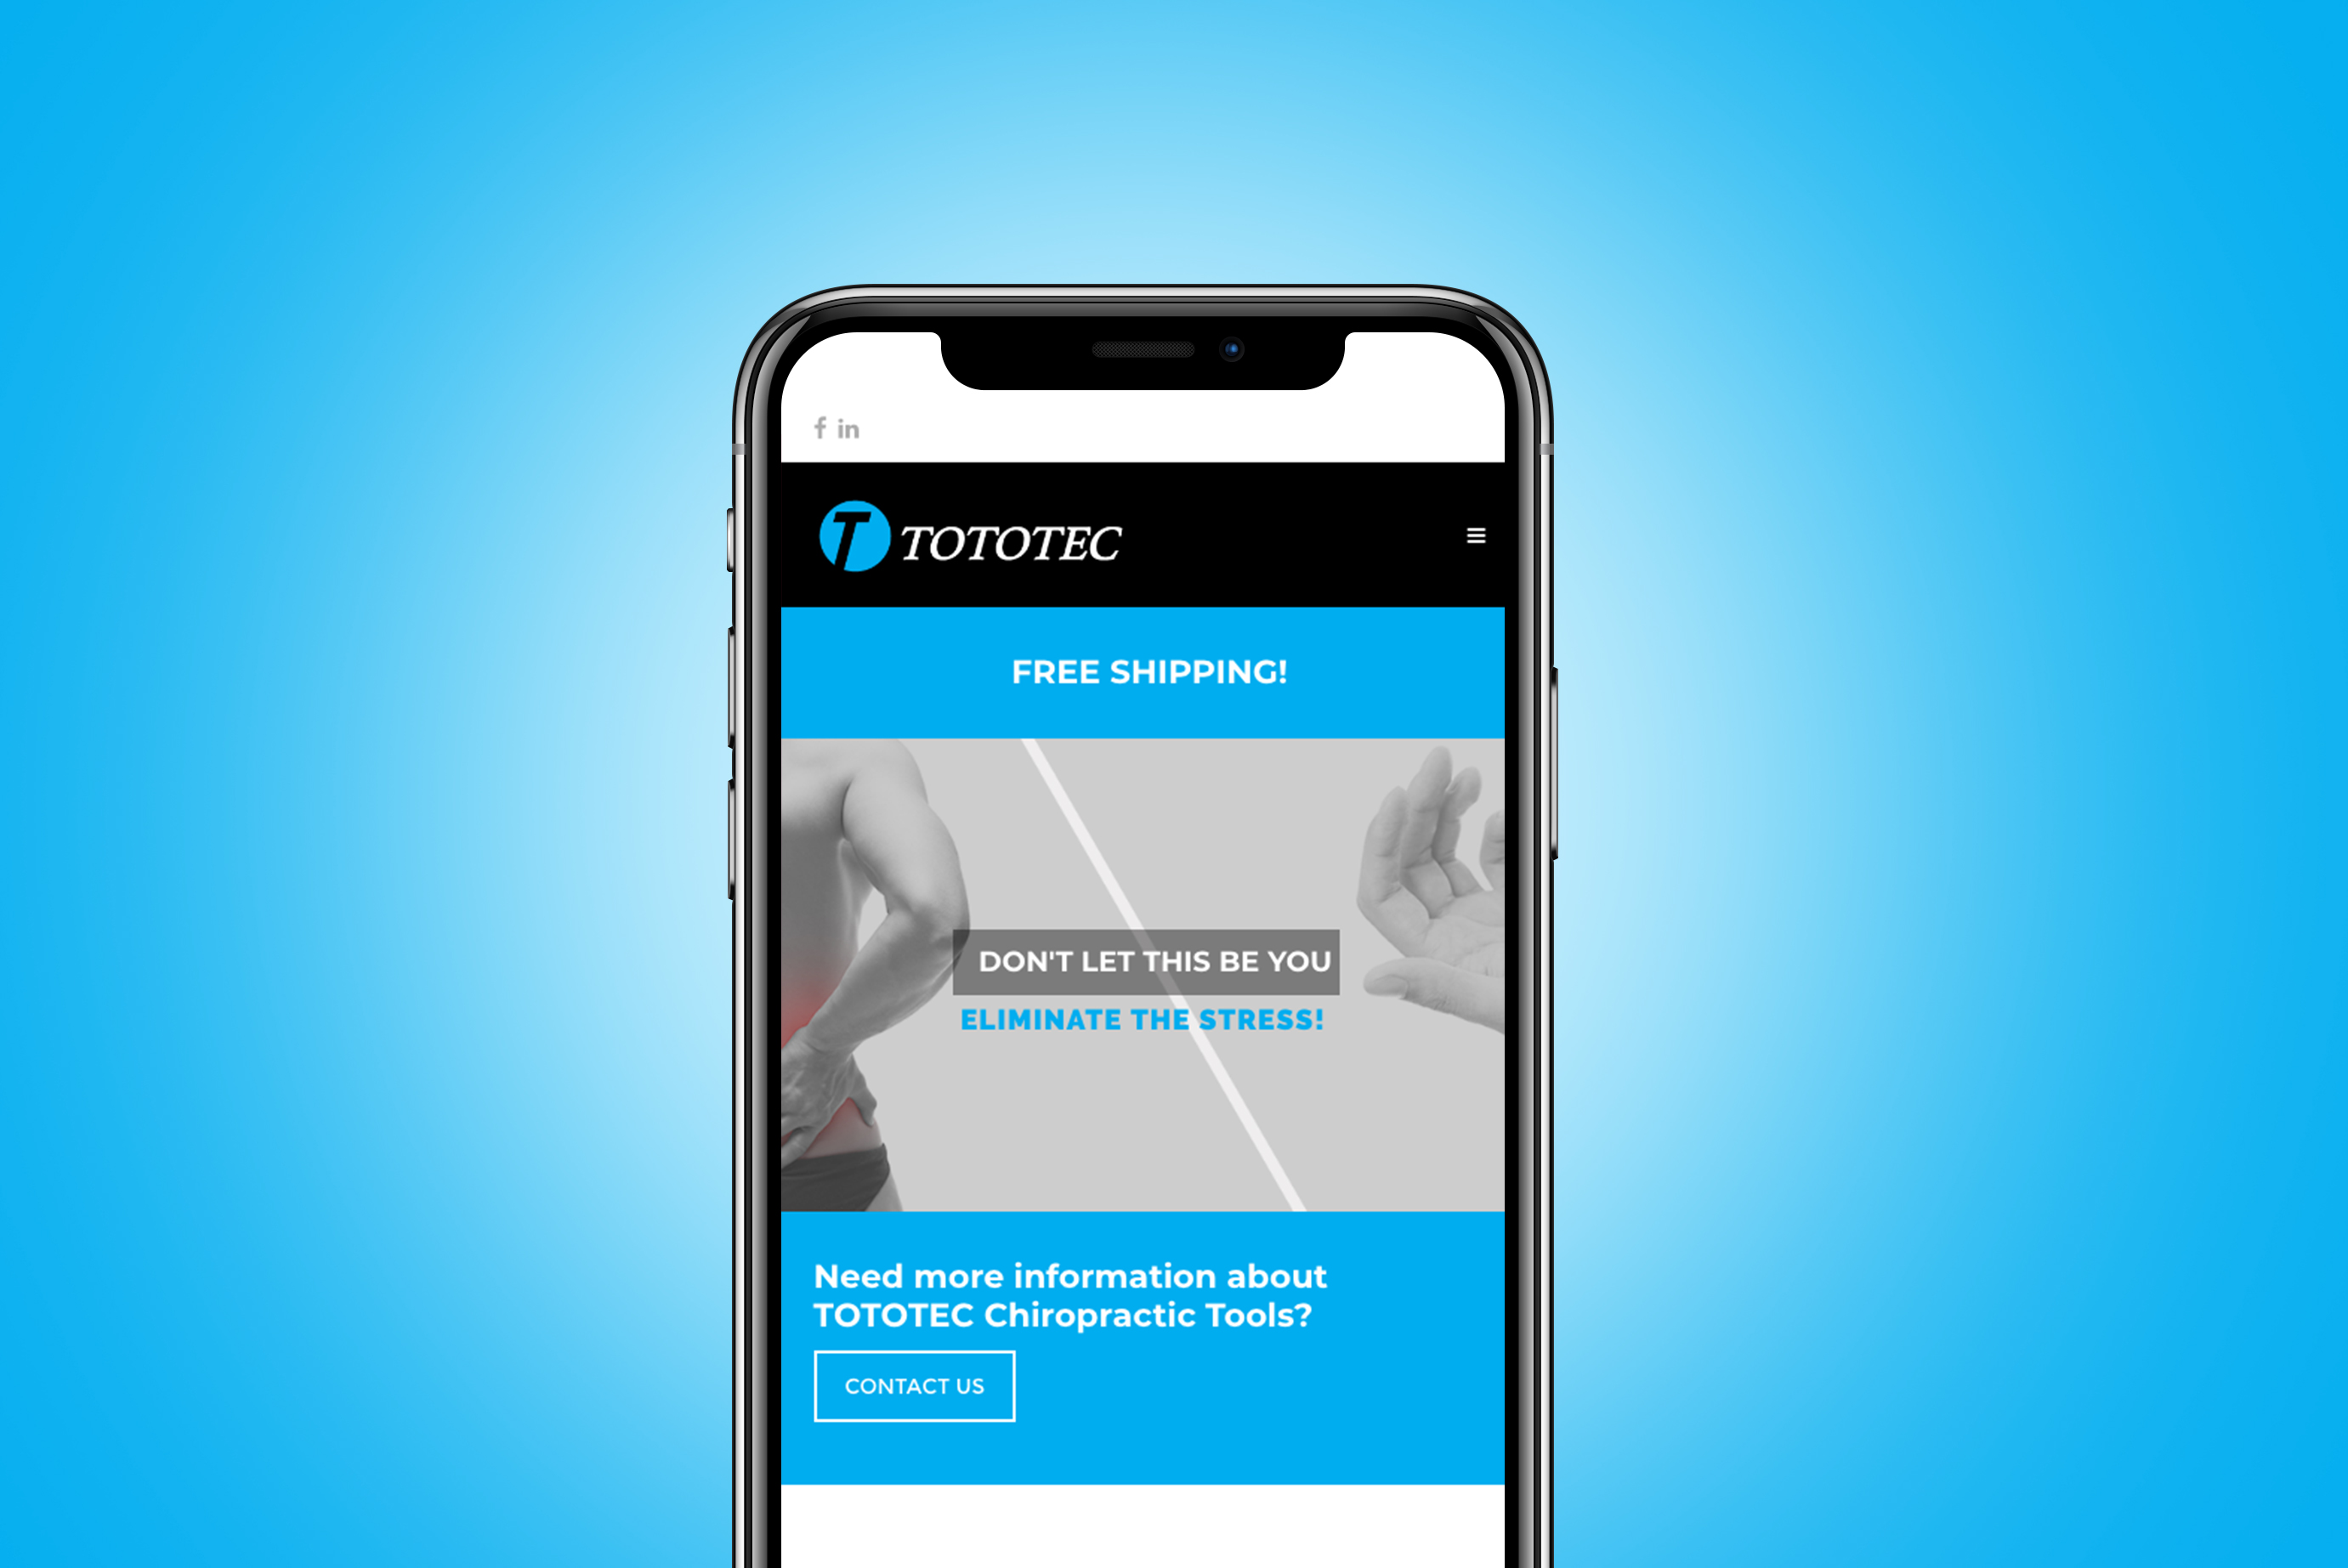 f in
T TOTOTEC
FREE SHIPPING!
DON'T LET THIS BE YOU
ELIMINATE THE STRESS!
Need more information about
TOTOTEC Chiropractic Tools?
CONTACT US